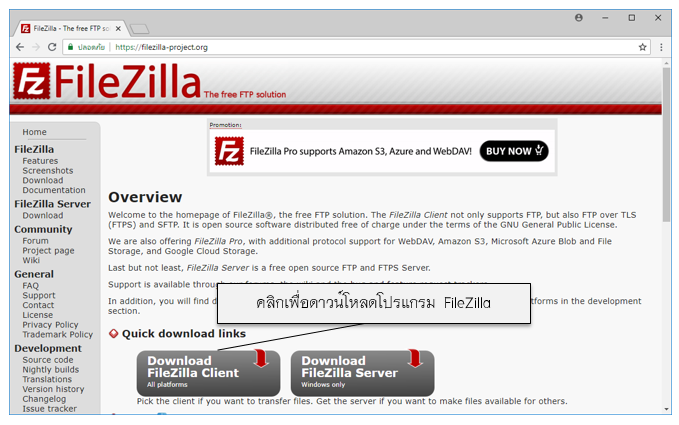 FileZilla - The free FTP so
ปลอดภัย | https://filezilla-project.org
FileZilla The free FTP solution
Home
FileZilla
Features
Screenshots
Download
Documentation
FileZilla Server
Download
Community
Forum
Project page
Wiki
General
FAQ
Support
Contact
License
Privacy Policy
Trademark Policy
Development
Source code
Nightly builds
Translations
Version history
Changelog
Issue tracker
Promotion:
FileZilla Pro supports Amazon S3, Azure and WebDAV! BUY NOW
Overview
Welcome to the homepage of FileZilla®, the free FTP solution. The FileZilla Client not only supports FTP, but also FTP over TLS
(FTPS) and SFTP. It is open source software distributed free of charge under the terms of the GNU General Public License.
We are also offering FileZilla Pro, with additional protocol support for WebDAV, Amazon S3, Microsoft Azure Blob and File
Storage, and Google Cloud Storage.
Last but not least, FileZilla Server is a free open source FTP and FTPS Server.
Support is available through
In addition, you will find d
tforms in the development
section.
คลิกเพื่อดาวน์โหลดโปรแกรม FileZilla
Quick download links
Download
FileZilla Client
All platforms
Download
FileZilla Server
Windows only
Pick the client if you want to transfer files. Get the server if you want to make files available for others.